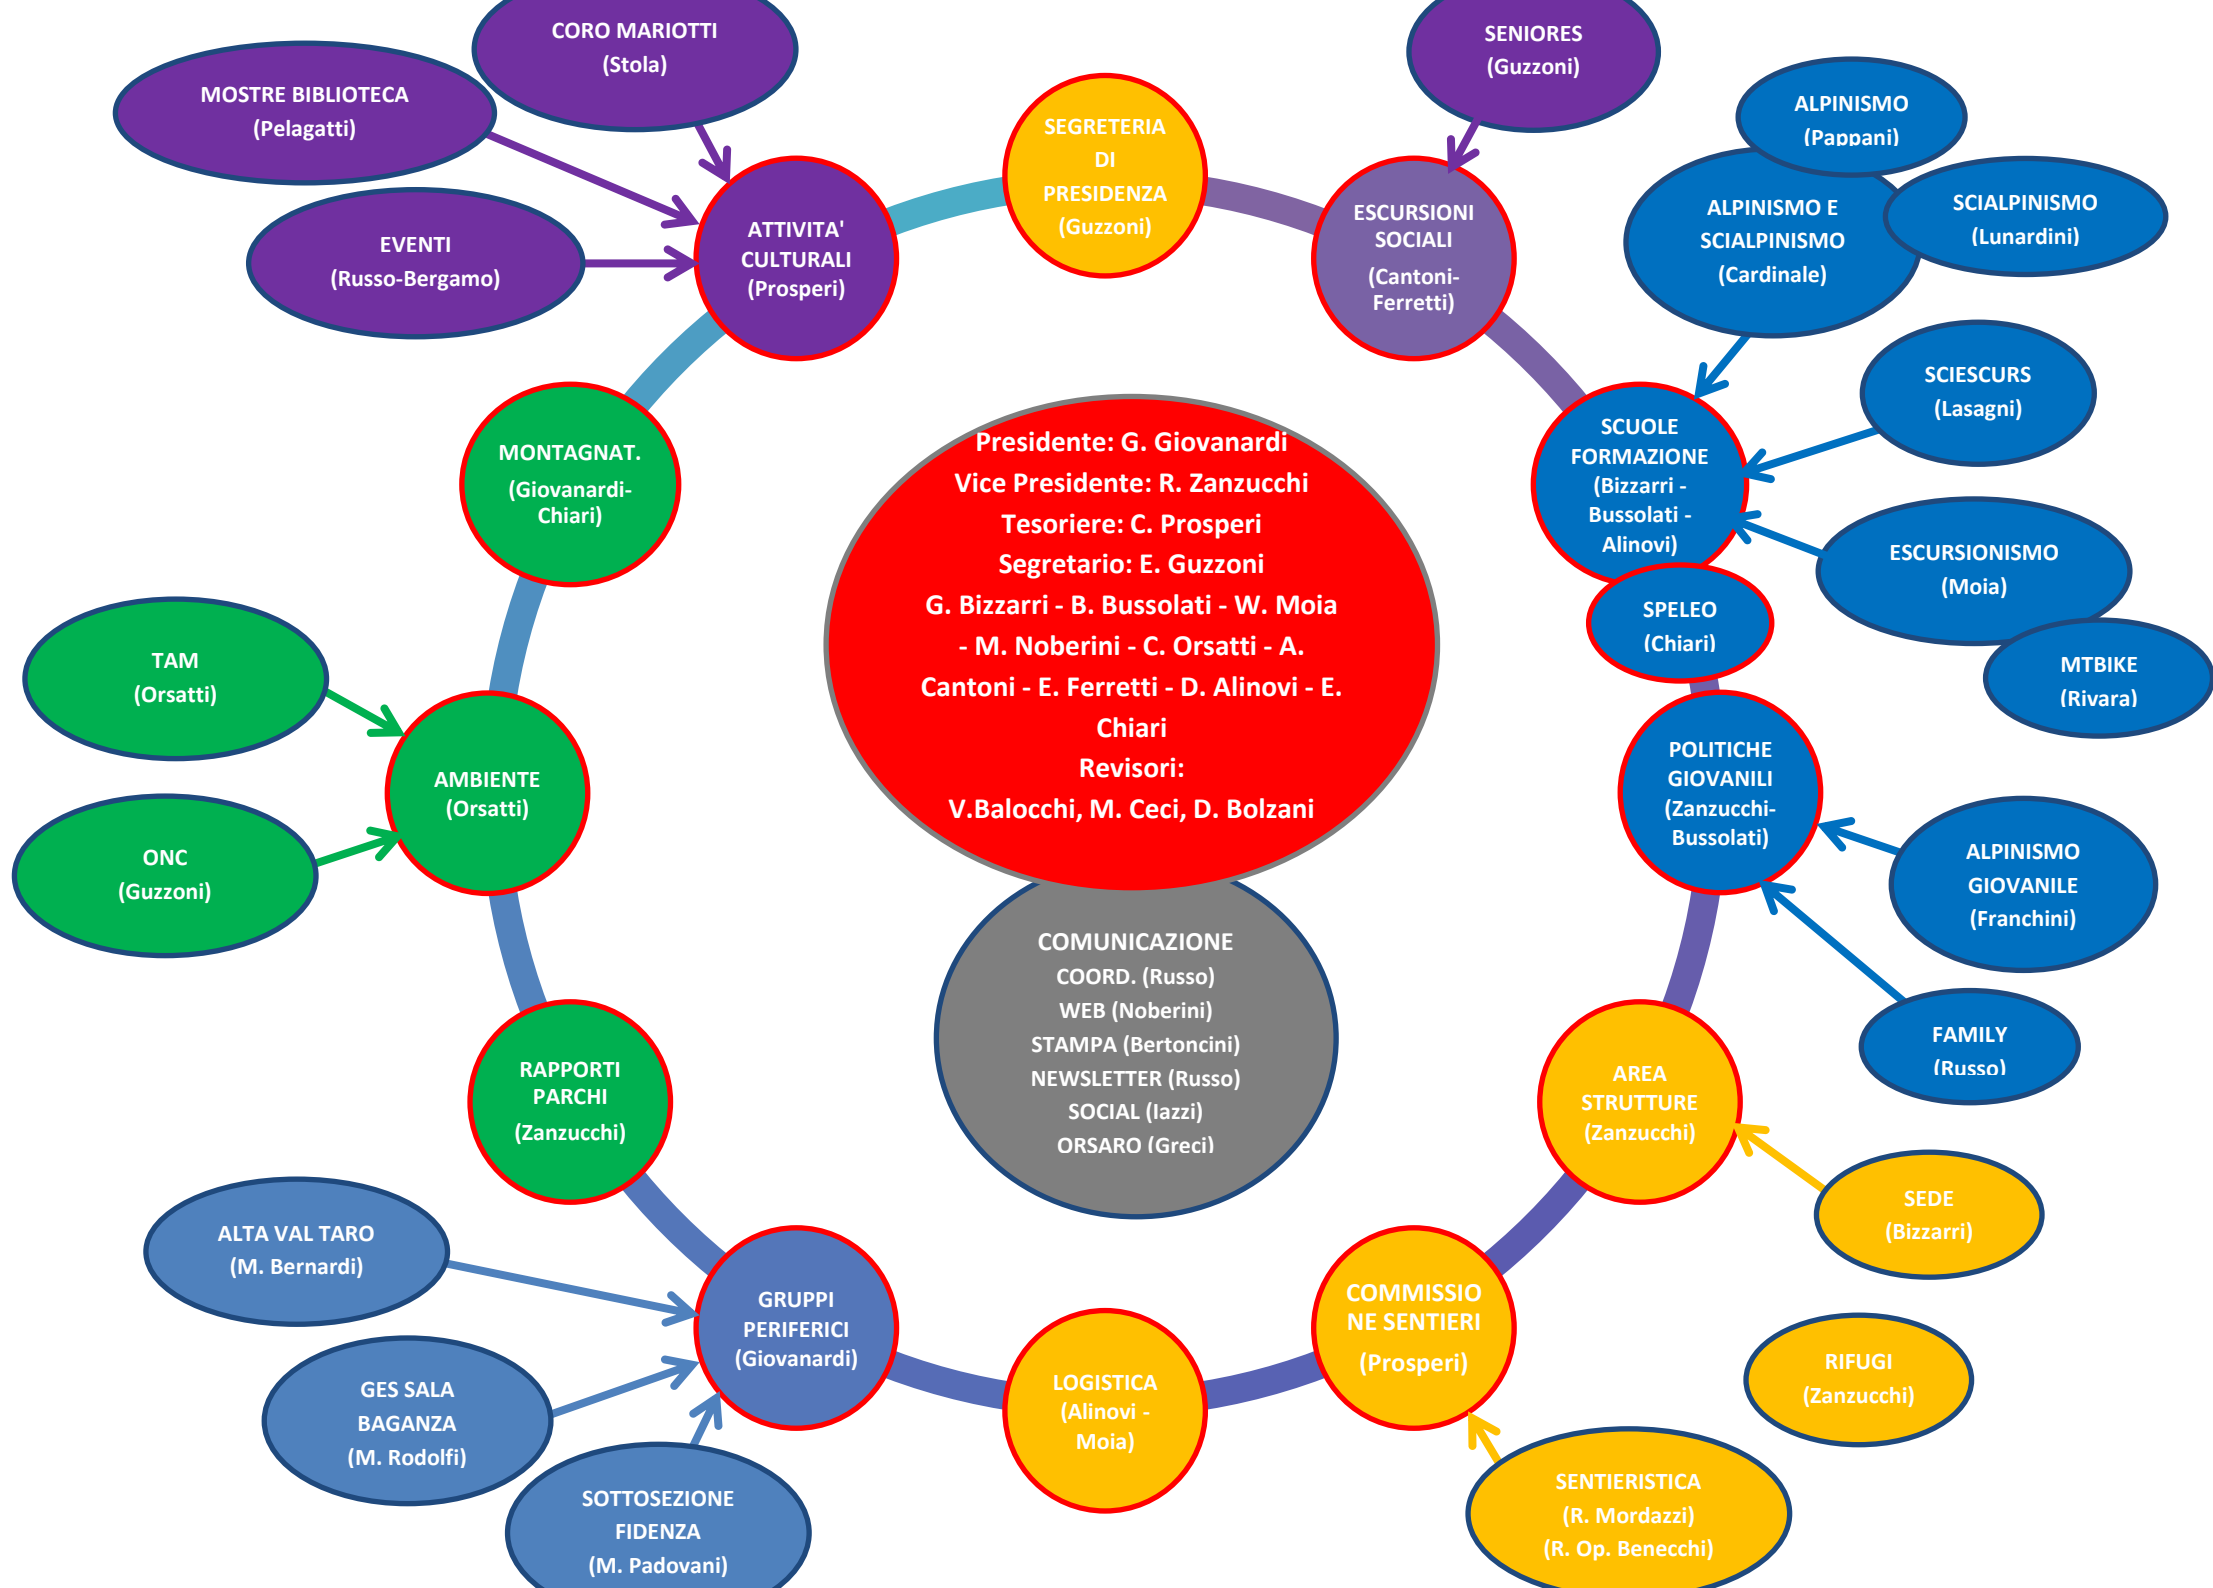 CORO MARIOTTI
(Stola)
MOSTRE BIBLIOTECA
(Pelagatti)
EVENTI
(Russo-Bergamo)
ATTIVITA'
CULTURALI
(Prosperi)
SEGRETERIA
DI
PRESIDENZA
(Guzzoni)
SENIORES
(Guzzoni)
ESCURSIONI
SOCIALI
(Cantoni-
Ferretti)
ALPINISMO
(Pappani)
ALPINISMO E
SCIALPINISMO
(Cardinale)
SCIALPINISMO
(Lunardini)
SCIESCURS
(Lasagni)
SCUOLE
FORMAZIONE
(Bizzarri -
Bussolati -
Alinovi)
ESCURSIONISMO
(Moia)
SPELEO
(Chiari)
MTBIKE
(Rivara)
MONTAGNAT.
(Giovanardi-
Chiari)
Presidente: G. Giovanardi
Vice Presidente: R. Zanzucchi
Tesoriere: C. Prosperi
Segretario: E. Guzzoni
G. Bizzarri - B. Bussolati - W. Moia
- M. Noberini - C. Orsatti - A.
Cantoni - E. Ferretti - D. Alinovi - E.
Chiari
Revisori:
V.Balocchi, M. Ceci, D. Bolzani
TAM
(Orsatti)
AMBIENTE
(Orsatti)
ONC
(Guzzoni)
POLITICHE
GIOVANILI
(Zanzucchi-
Bussolati)
ALPINISMO
GIOVANILE
(Franchini)
FAMILY
(Russo)
COMUNICAZIONE
COORD. (Russo)
WEB (Noberini)
STAMPA (Bertoncini)
NEWSLETTER (Russo)
SOCIAL (Iazzi)
ORSARO (Greci)
RAPPORTI
PARCHI
(Zanzucchi)
AREA
STRUTTURE
(Zanzucchi)
SEDE
(Bizzarri)
RIFUGI
(Zanzucchi)
ALTA VAL TARO
(M. Bernardi)
GRUPPI
PERIFERICI
(Giovanardi)
GES SALA
BAGANZA
(M. Rodolfi)
SOTTOSEZIONE
FIDENZA
(M. Padovani)
LOGISTICA
(Alinovi -
Moia)
COMMISSIO
NE SENTIERI
(Prosperi)
SENTIERISTICA
(R. Mordazzi)
(R. Op. Benecchi)